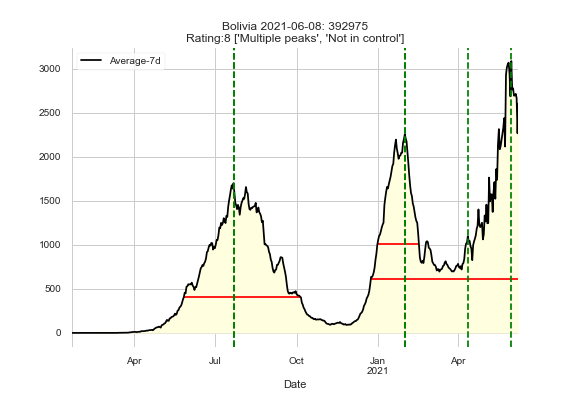 Bolivia 2021-06-08: 392975
Rating:8 ['Multiple peaks', 'Not in control']
Average-7d
3000
2500
2000
1500
1000
500
0
Apr
Jul
Oct
Jan
2021
Apr
Date